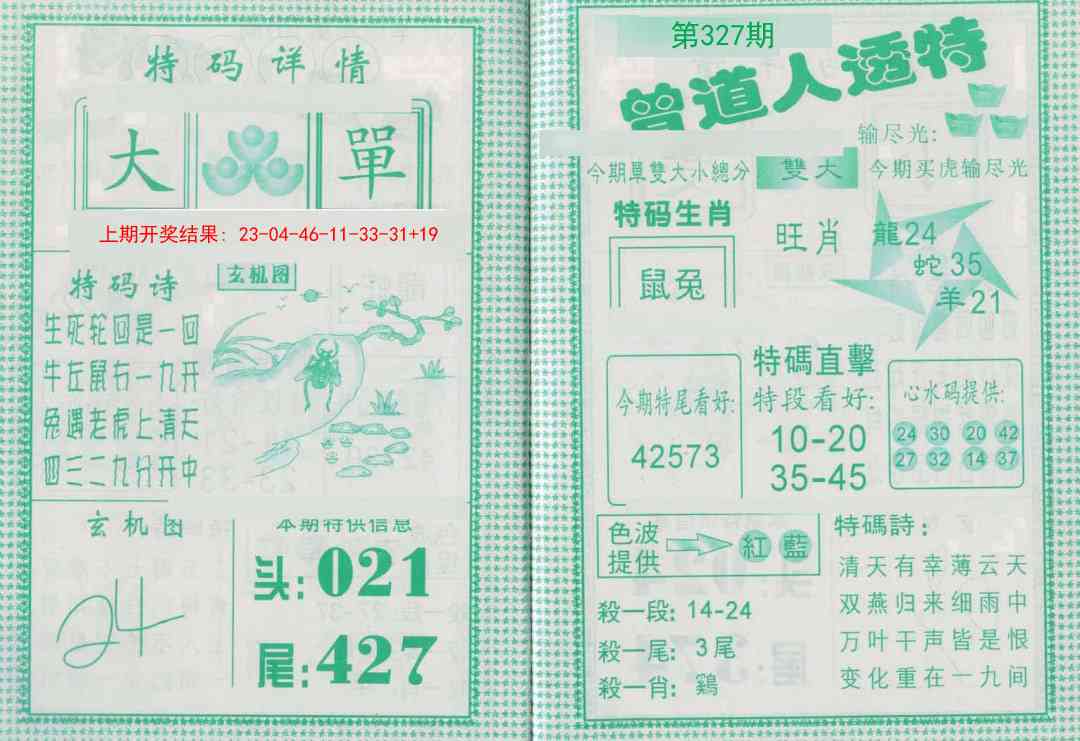 特码详情
大 單
上期开奖结果：23-04-46-11-33-31+19
特码诗
生死轮回是一回
牛左鼠右一九开
兔遇老虎上清天
四三二九分开中
玄机图
玄机图
24
本期特供信息
头:021
尾:427
第327期
曾道人透特
输尽光:
今期單雙大小總分 雙大 今期买虎输尽光
特码生肖
鼠兔
旺肖
龍24
蛇35
羊21
今期特尾看好:
42573
特碼直擊
特段看好:
10-20
35-45
心水码提供:
24 30 20 42
27 32 14 37
色波
提供
紅 藍
殺一段: 14-24
殺一尾: 3尾
殺一肖: 鷄
特碼詩:
清天有幸薄云天
双燕归来细雨中
万叶干声皆是恨
变化重在一九间